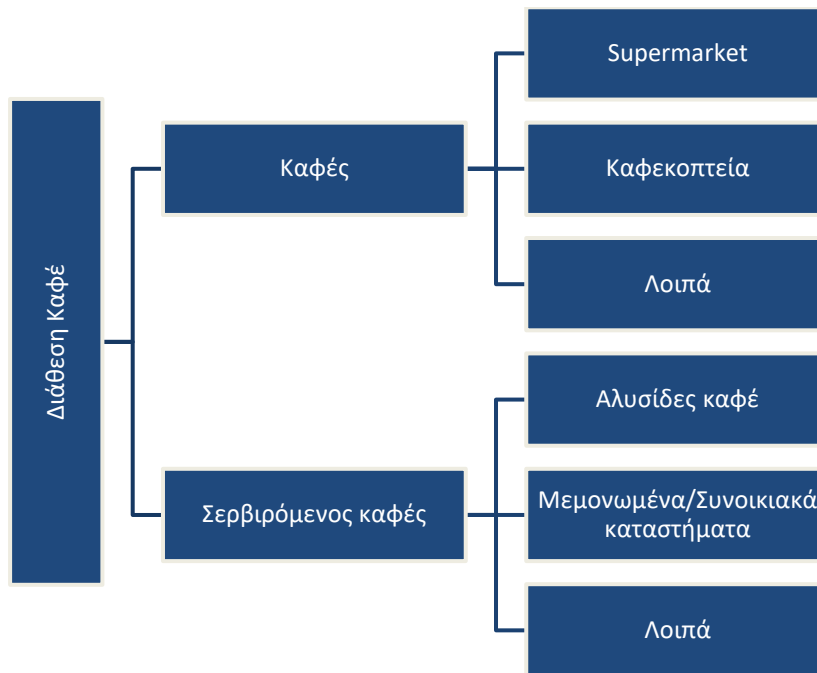 Διάθεση Καφέ
Καφές
Supermarket
Καφεκοπτεία
Λοιπά
Σερβιρόμενος καφές
Αλυσίδες καφέ
Μεμονωμένα/Συνοικιακά
καταστήματα
Λοιπά